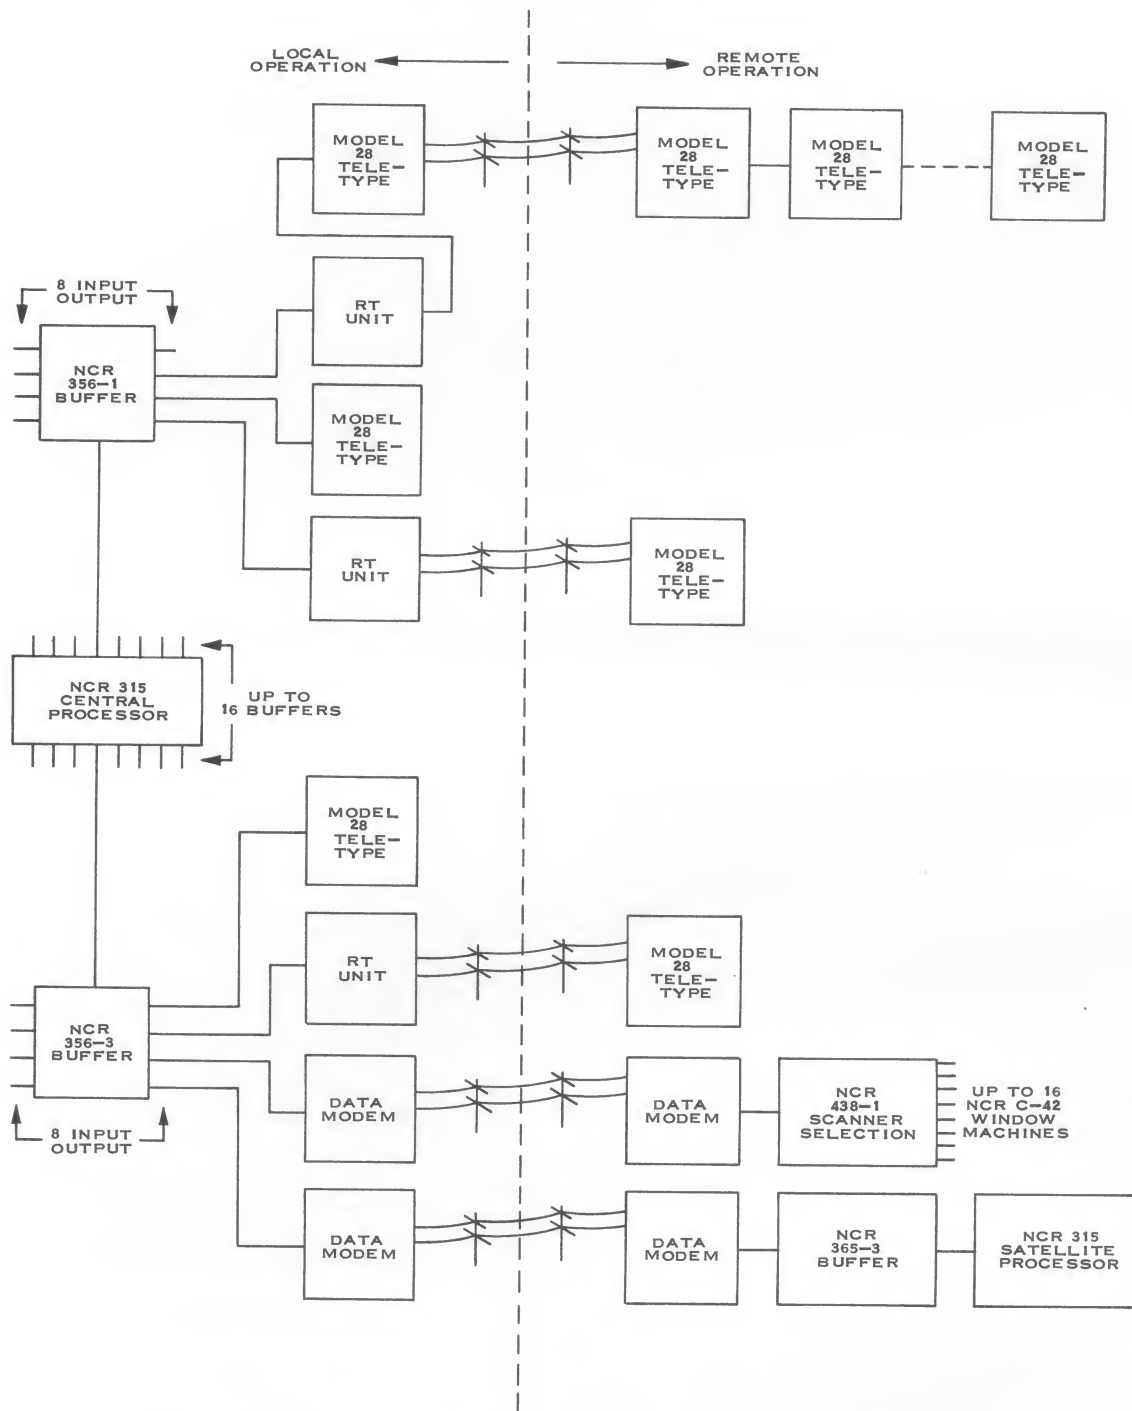 LOCAL
OPERATION
REMOTE
OPERATION
MODEL
28
TELE-
TYPE
MODEL
28
TELE-
TYPE
MODEL
28
TELE-
TYPE
MODEL
28
TELE-
TYPE
8 INPUT
OUTPUT
RT
UNIT
NCR
356-1
BUFFER
MODEL
28
TELE-
TYPE
RT
UNIT
MODEL
28
TELE-
TYPE
NCR 315
CENTRAL
PROCESSOR
UP TO
16 BUFFERS
MODEL
28
TELE-
TYPE
RT
UNIT
MODEL
28
TELE-
TYPE
NCR
356-3
BUFFER
8 INPUT
OUTPUT
DATA
MODEM
DATA
MODEM
NCR
438-1
SCANNER
SELECTION
UP TO 16
NCR C-42
WINDOW
MACHINES
DATA
MODEM
DATA
MODEM
NCR
365-3
BUFFER
NCR 315
SATELLITE
PROCESSOR